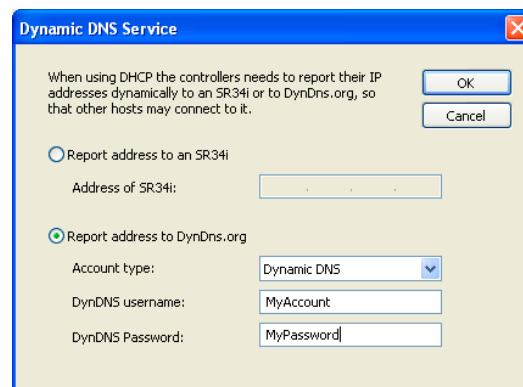 Dynamic DNS Service
When using DHCP the controllers needs to report their IP
addresses dynamically to an SR34i or to DynDns.org, so
that other hosts may connect to it.
OK
Cancel
Report address to an SR34i
Address of SR34i:
. . .
Report address to DynDns.org
Account type:
Dynamic DNS
DynDNS username:
MyAccount
DynDNS Password:
MyPassword